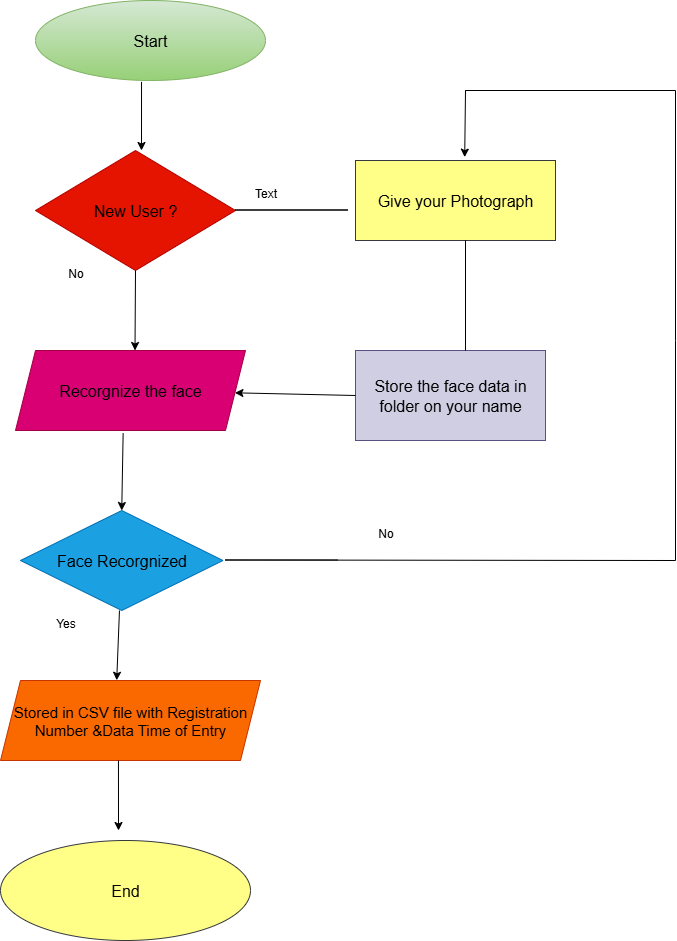 Start
New User ?
Text
Give your Photograph
No
Recorgnize the face
Store the face data in
folder on your name
Face Recorgnized
No
Yes
Stored in CSV file with Registration
Number &Data Time of Entry
End